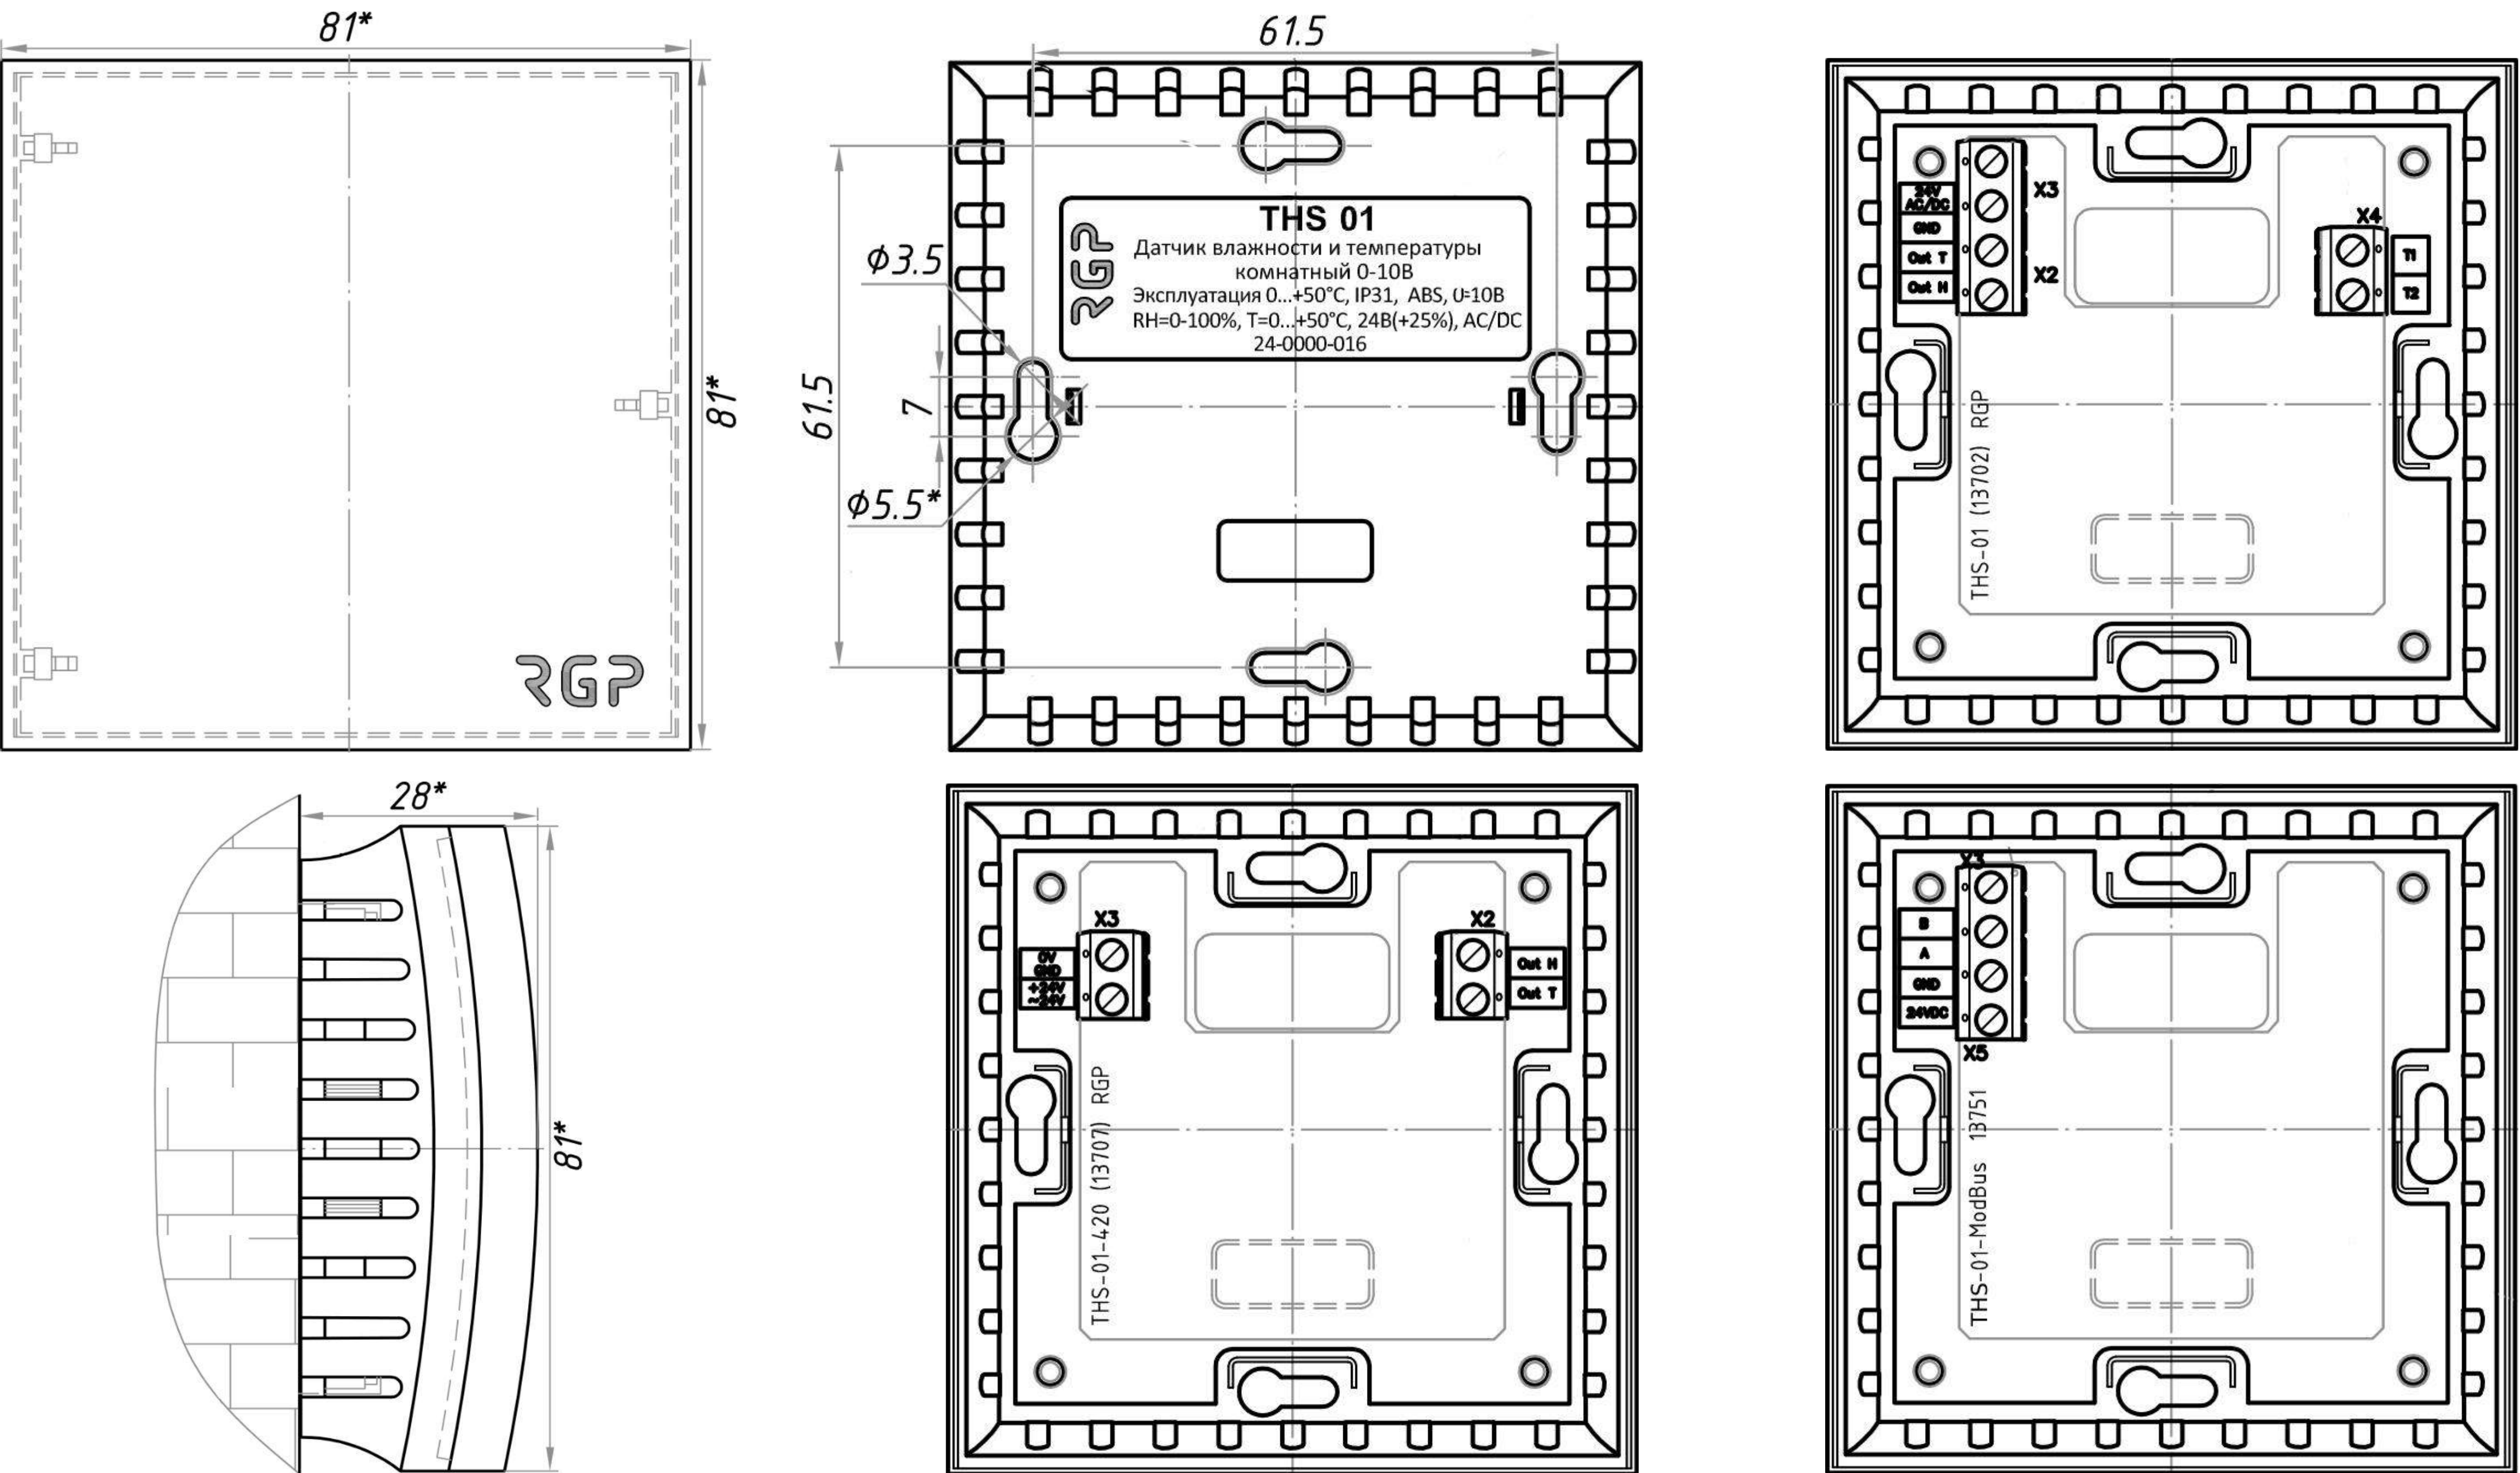 81*
81*
RGP
61.5
61.5
7
ϕ3.5
ϕ5.5*
RGP
THS 01
Датчик влажности и температуры
комнатный 0-10В
Эксплуатация 0...+50°С, IP31, ABS, 0=10В
RH=0-100%, T=0...+50°С, 24В(+25%), AC/DC
24-0000-016
24V
AC/DC
GND
Out T
Out H
X3
X2
X4
T1
T2
THS-01 (13702) RGP
28*
81*
X3
0V
GND
+24V
~24V
X2
Out H
Out T
THS-01-420 (13707) RGP
X3
B
A
GND
24VDC
X5
THS-01-ModBus 13751